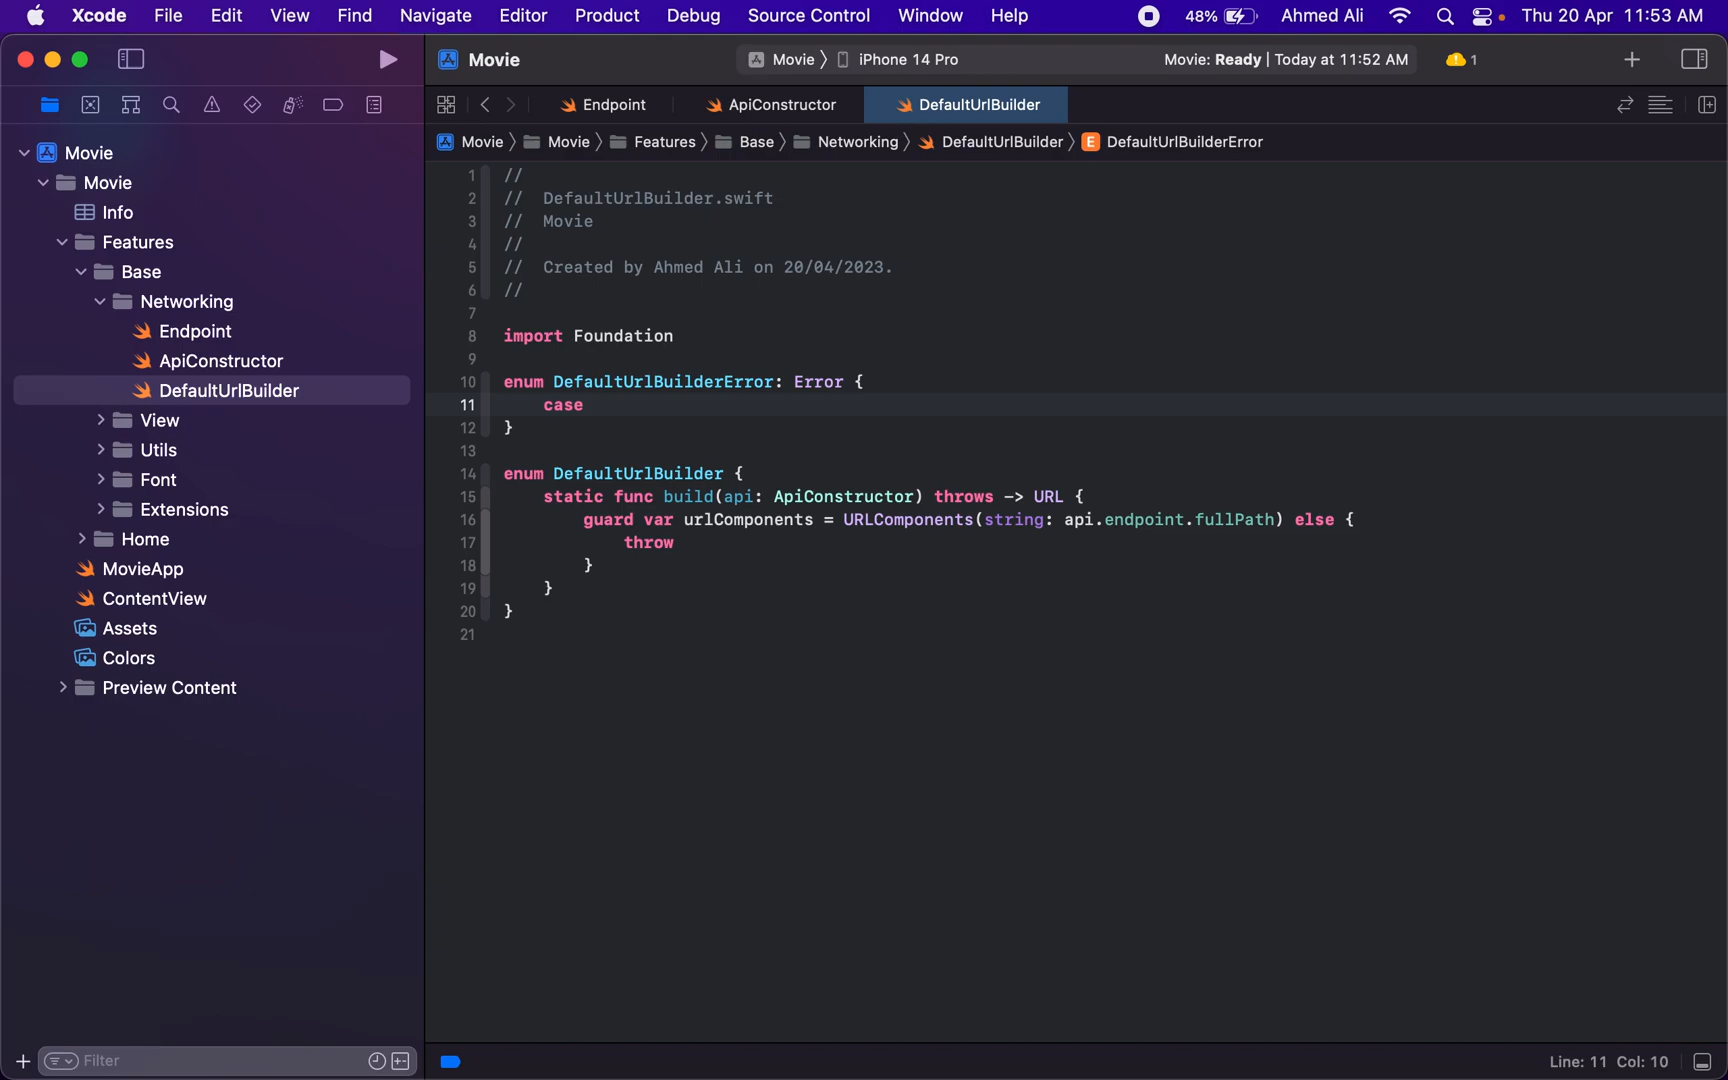 Xcode File Edit View Find Navigate Editor Product Debug Source Control Window Help 48% Ahmed Ali Thu 20 Apr 11:53 AM
Movie Movie 〉 iPhone 14 Pro Movie: Ready | Today at 11:52 AM 1
Endpoint ApiConstructor DefaultUrlBuilder
Movie 〉 Movie 〉 Features 〉 Base 〉 Networking 〉 DefaultUrlBuilder 〉 E DefaultUrlBuilderError
Movie
Movie
Info
Features
Base
Networking
Endpoint
ApiConstructor
DefaultUrlBuilder
View
Utils
Font
Extensions
Home
MovieApp
ContentView
Assets
Colors
Preview Content
Filter
1 //
2 // DefaultUrlBuilder.swift
3 // Movie
4 //
5 // Created by Ahmed Ali on 20/04/2023.
6 //
7
8 import Foundation
9
10 enum DefaultUrlBuilderError: Error {
11 case
12 }
13
14 enum DefaultUrlBuilder {
15 static func build(api: ApiConstructor) throws -> URL {
16 guard var urlComponents = URLComponents(string: api.endpoint.fullPath) else {
17 throw
18 }
19 }
20 }
21
Line: 11 Col: 10